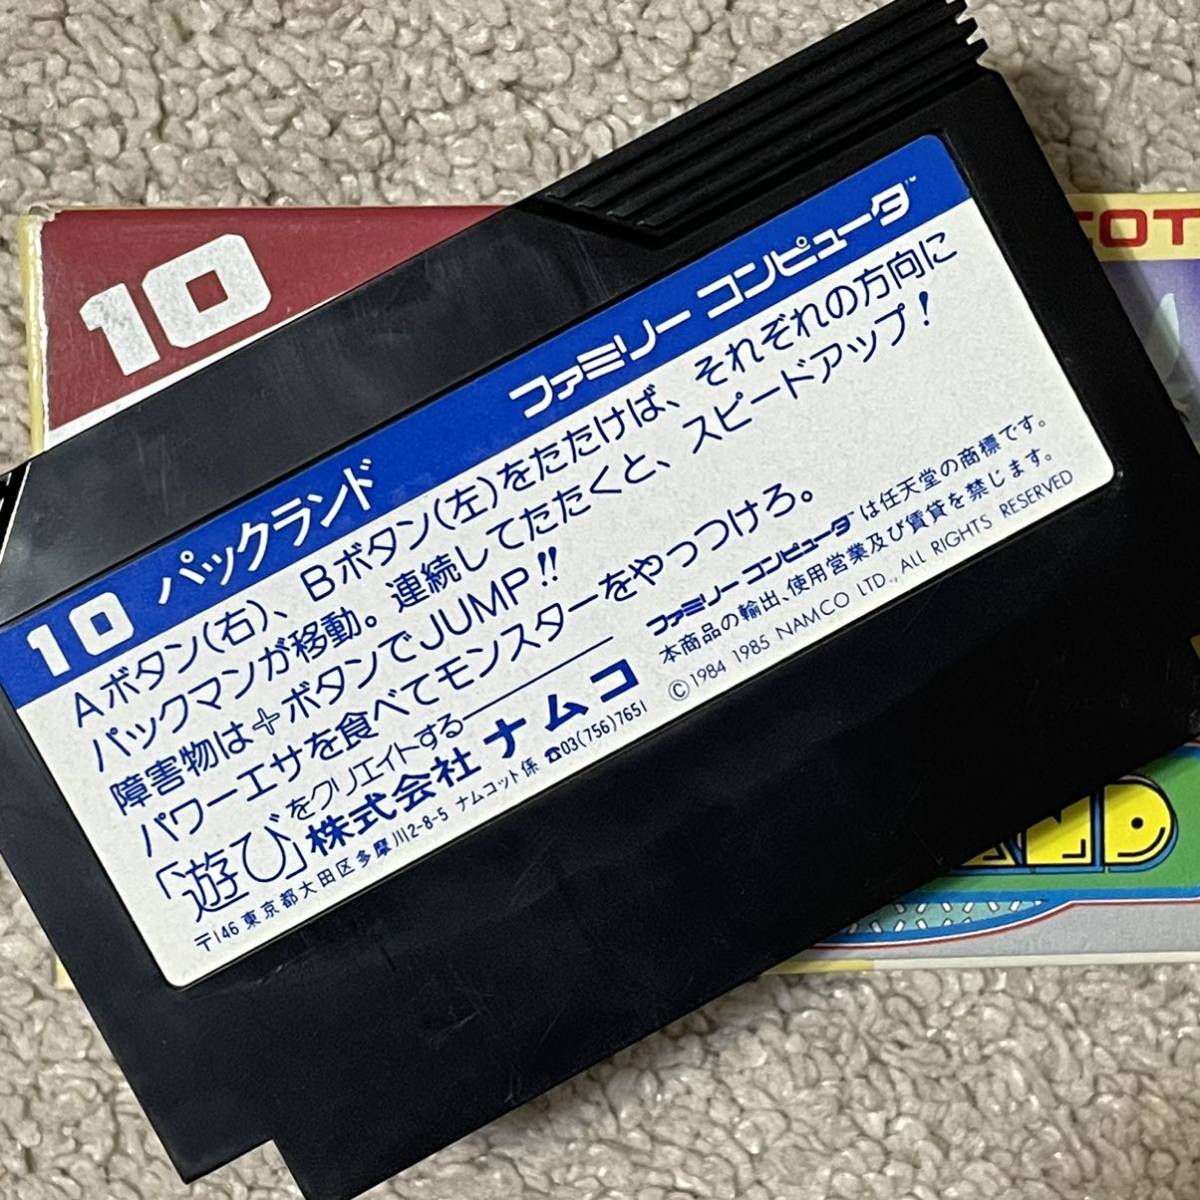 10
COT
10 パックランド ファミリー コンピュータ™
Aボタン(右)、Bボタン(左)をたたけば、それぞれの方向に
パックマンが移動。連続してたたくと、スピードアップ!
障害物は+ボタンでJUMP!!
パワーエサを食べてモンスターをやっつけろ。
「遊び」をクリエイトする
株式会社 ナムコ
〒146 東京都大田区多摩川2-8-5 ナムコット係 ☎03(756)7651
ファミリー コンピュータ は任天堂の商標です。
本商品の輸出、使用営業及び賃貸を禁じます。
©1984 1985 NAMCO LTD., ALL RIGHTS RESERVED